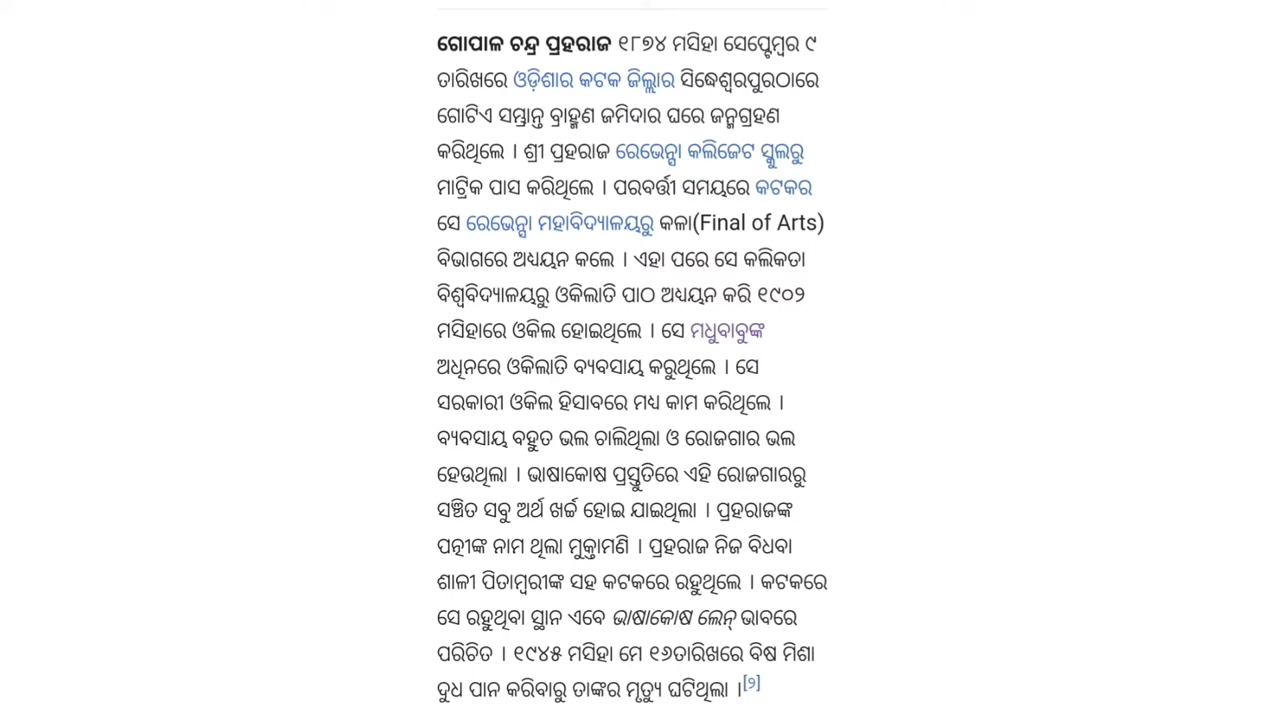 ଗୋପାଳ ଚନ୍ଦ୍ର ପ୍ରହରାଜ ୧୮୭୪ ମସିହା ସେପ୍ଟେମ୍ବର ୯
ତାରିଖରେ ଓଡ଼ିଶାର କଟକ ଜିଲ୍ଲାର ସିଦ୍ଧେଶ୍ୱରପୁରଠାରେ
ଗୋଟିଏ ସମ୍ଭ୍ରାନ୍ତ ବ୍ରାହ୍ମଣ ଜମିଦାର ଘରେ ଜନ୍ମଗ୍ରହଣ
କରିଥିଲେ । ଶ୍ରୀ ପ୍ରହରାଜ ରେଭେନ୍ସା କଲିଜେଟ ସ୍କୁଲରୁ
ମାଟ୍ରିକ ପାସ କରିଥିଲେ । ପରବର୍ତ୍ତୀ ସମୟରେ କଟକର
ସେ ରେଭେନ୍ସା ମହାବିଦ୍ୟାଳୟରୁ କଳା(Final of Arts)
ବିଭାଗରେ ଅଧ୍ୟୟନ କଲେ । ଏହା ପରେ ସେ କଲିକତା
ବିଶ୍ୱବିଦ୍ୟାଳୟରୁ ଓକିଲାତି ପାଠ ଅଧ୍ୟୟନ କରି ୧୯୦୨
ମସିହାରେ ଓକିଲ ହୋଇଥିଲେ । ସେ ମଧୁବାବୁଙ୍କ
ଅଧିନରେ ଓକିଲାତି ବ୍ୟବସାୟ କରୁଥିଲେ । ସେ
ସରକାରୀ ଓକିଲ ହିସାବରେ ମଧ୍ୟ କାମ କରିଥିଲେ ।
ବ୍ୟବସାୟ ବହୁତ ଭଲ ଚାଲିଥିଲା ଓ ରୋଜଗାର ଭଲ
ହେଉଥିଲା । ଭାଷାକୋଷ ପ୍ରସ୍ତୁତିରେ ଏହି ରୋଜଗାରରୁ
ସଞ୍ଚିତ ସବୁ ଅର୍ଥ ଖର୍ଚ୍ଚ ହୋଇ ଯାଇଥିଲା । ପ୍ରହରାଜଙ୍କ
ପତ୍ନୀଙ୍କ ନାମ ଥିଲା ମୁକ୍ତାମଣି । ପ୍ରହରାଜ ନିଜ ବିଧବା
ଶାଳୀ ପିତାମ୍ବରୀଙ୍କ ସହ କଟକରେ ରହୁଥିଲେ । କଟକରେ
ସେ ରହୁଥିବା ସ୍ଥାନ ଏବେ ଭାଷାକୋଷ ଲେନ୍ ଭାବରେ
ପରିଚିତ । ୧୯୪୫ ମସିହା ମେ ୧୬ତାରିଖରେ ବିଷ ମିଶା
ଦୁଧ ପାନ କରିବାରୁ ତାଙ୍କର ମୃତ୍ୟୁ ଘଟିଥିଲା ।[୨]